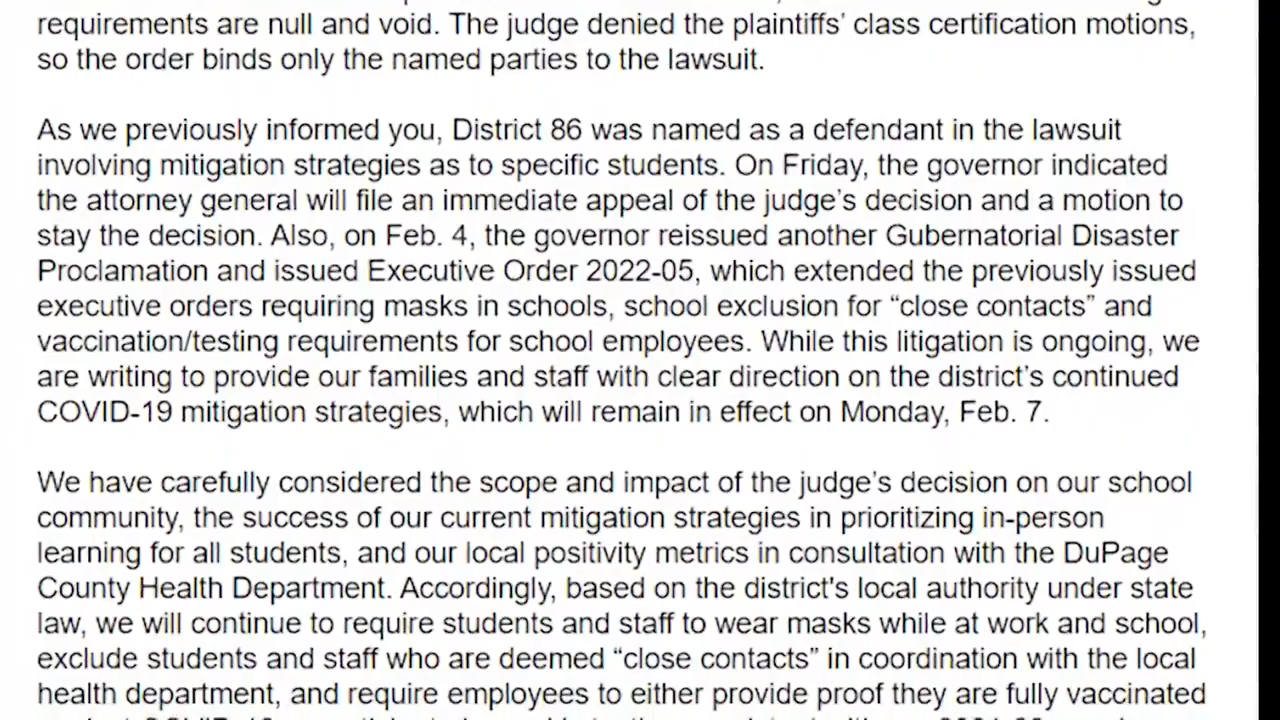 requirements are null and void. The judge denied the plaintiffs’ class certification motions,
so the order binds only the named parties to the lawsuit.
As we previously informed you, District 86 was named as a defendant in the lawsuit
involving mitigation strategies as to specific students. On Friday, the governor indicated
the attorney general will file an immediate appeal of the judge’s decision and a motion to
stay the decision. Also, on Feb. 4, the governor reissued another Gubernatorial Disaster
Proclamation and issued Executive Order 2022-05, which extended the previously issued
executive orders requiring masks in schools, school exclusion for “close contacts” and
vaccination/testing requirements for school employees. While this litigation is ongoing, we
are writing to provide our families and staff with clear direction on the district’s continued
COVID-19 mitigation strategies, which will remain in effect on Monday, Feb. 7.
We have carefully considered the scope and impact of the judge’s decision on our school
community, the success of our current mitigation strategies in prioritizing in-person
learning for all students, and our local positivity metrics in consultation with the DuPage
County Health Department. Accordingly, based on the district's local authority under state
law, we will continue to require students and staff to wear masks while at work and school,
exclude students and staff who are deemed “close contacts” in coordination with the local
health department, and require employees to either provide proof they are fully vaccinated